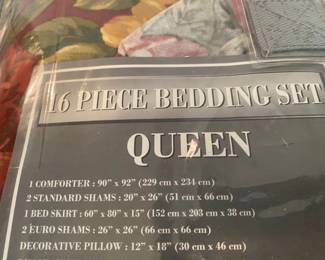 16 PIECE BEDDING SET
QUEEN
1 COMFORTER : 90" x 92" (229 cm x 234 cm)
2 STANDARD SHAMS : 20" x 26" (51 cm x 66 cm)
1 BED SKIRT : 60" x 80" x 15" (152 cm x 203 cm x 38 cm)
2 EURO SHAMS : 26" x 26" (66 cm x 66 cm)
DECORATIVE PILLOW : 12" x 18" (30 cm x 46 cm)